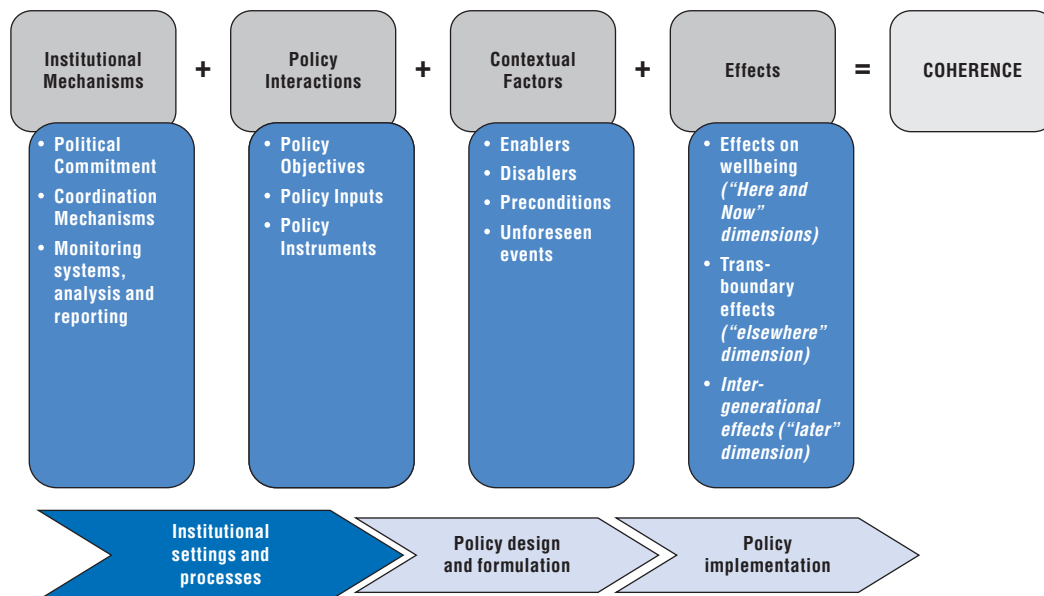 Institutional
Mechanisms
+
Policy
Interactions
+
Contextual
Factors
+
Effects
=
COHERENCE
• Political
Commitment
• Coordination
Mechanisms
• Monitoring
systems,
analysis and
reporting
• Policy
Objectives
• Policy Inputs
• Policy
Instruments
• Enablers
• Disablers
• Preconditions
• Unforeseen
events
• Effects on
wellbeing
(“Here and
Now”
dimensions)
• Trans-
boundary
effects
(“elsewhere”
dimension)
• Inter-
generational
effects (“later”
dimension)
Institutional
settings and
processes
Policy design
and formulation
Policy
implementation